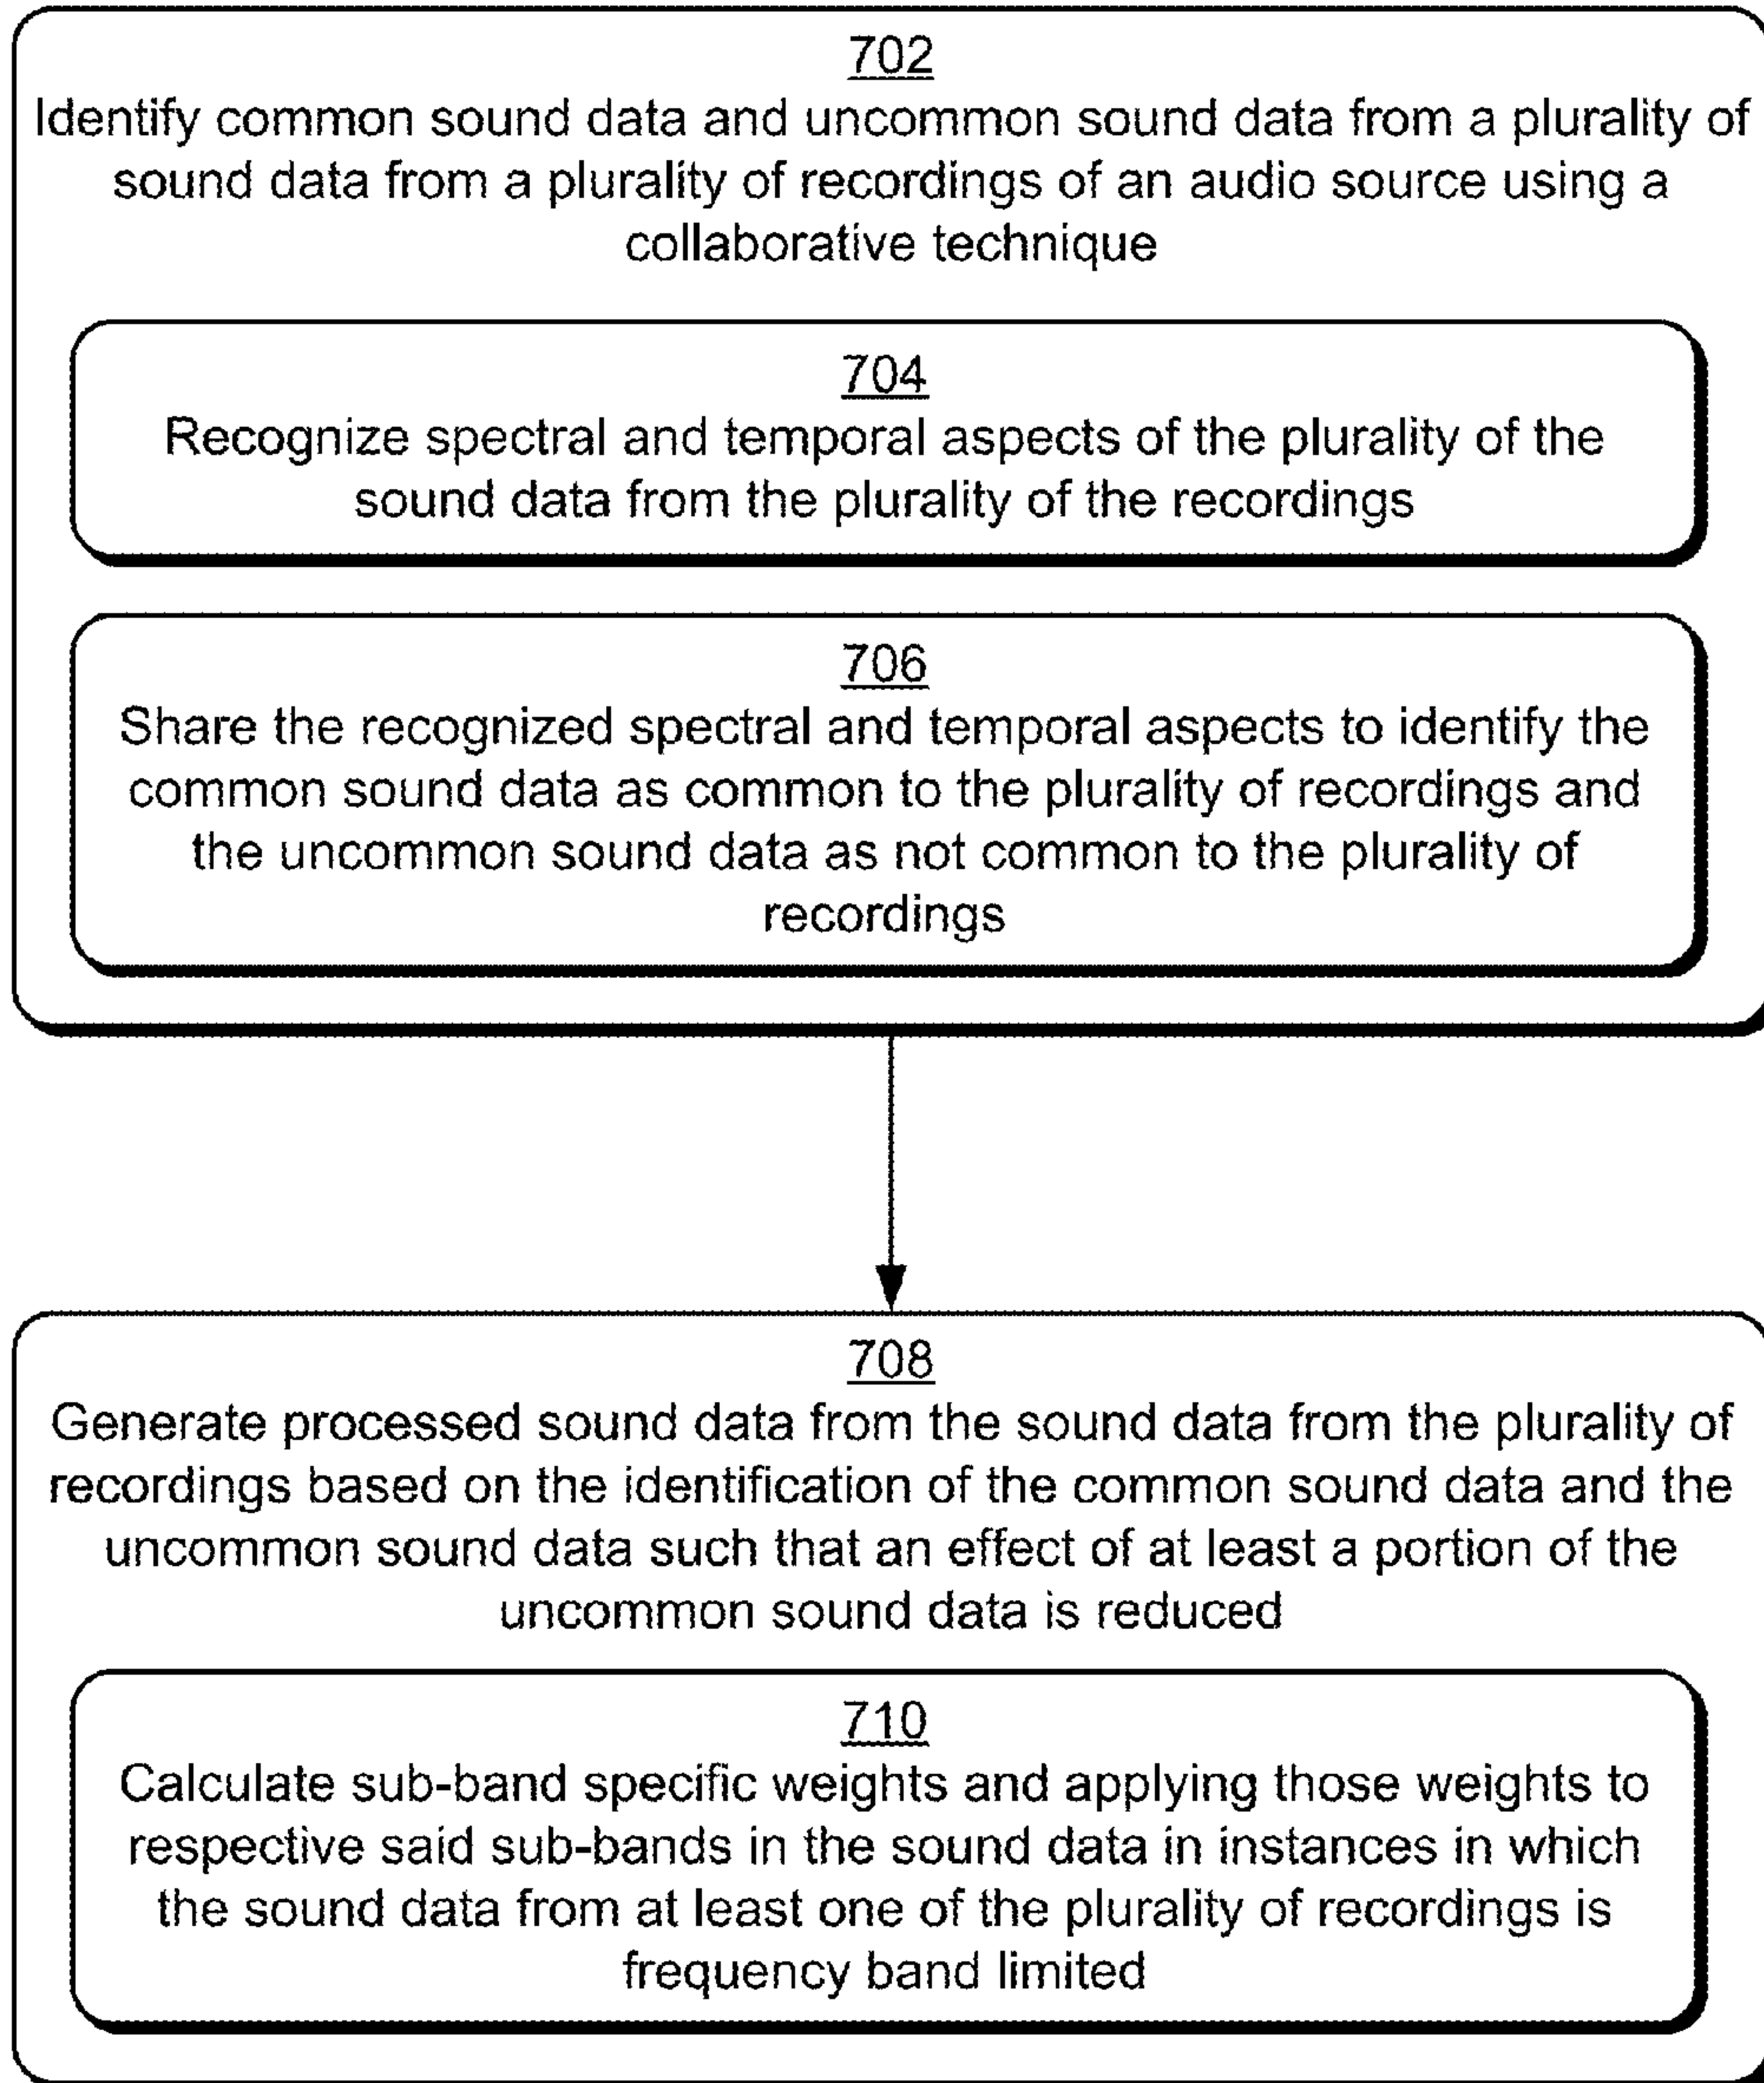 702
Identify common sound data and uncommon sound data from a plurality of
sound data from a plurality of recordings of an audio source using a
collaborative technique
704
Recognize spectral and temporal aspects of the plurality of the
sound data from the plurality of the recordings
706
Share the recognized spectral and temporal aspects to identify the
common sound data as common to the plurality of recordings and
the uncommon sound data as not common to the plurality of
recordings
708
Generate processed sound data from the sound data from the plurality of
recordings based on the identification of the common sound data and the
uncommon sound data such that an effect of at least a portion of the
uncommon sound data is reduced
710
Calculate sub-band specific weights and applying those weights to
respective said sub-bands in the sound data in instances in which
the sound data from at least one of the plurality of recordings is
frequency band limited